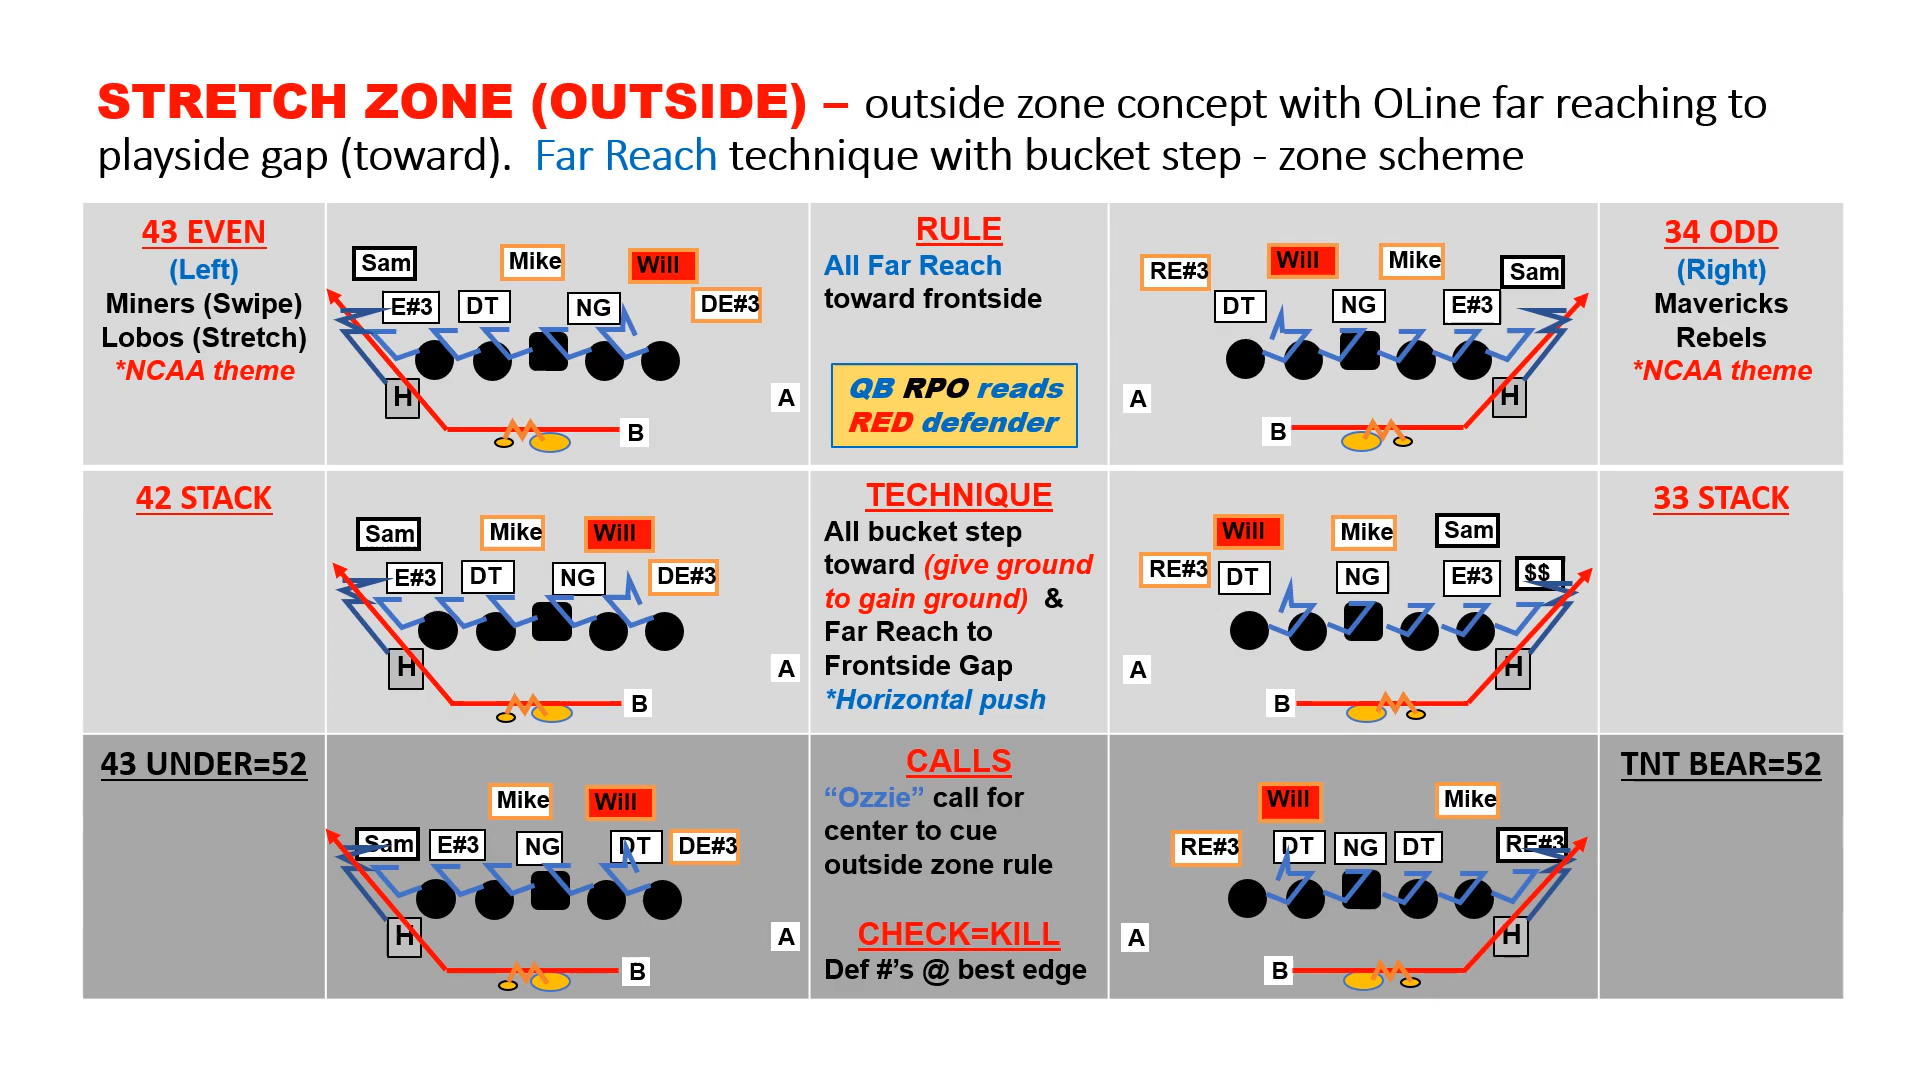 STRETCH ZONE (OUTSIDE) – outside zone concept with OLine far reaching to
playside gap (toward).  Far Reach technique with bucket step - zone scheme
43 EVEN
(Left)
Miners (Swipe)
Lobos (Stretch)
*NCAA theme
Sam
Mike
Will
E#3
DT
NG
DE#3
H
A
B
RULE
All Far Reach
toward frontside
QB RPO reads
RED defender
RE#3
Will
Mike
Sam
DT
NG
E#3
A
H
B
34 ODD
(Right)
Mavericks
Rebels
*NCAA theme
42 STACK
Sam
Mike
Will
E#3
DT
NG
DE#3
H
A
B
TECHNIQUE
All bucket step
toward (give ground
to gain ground)  &
Far Reach to
Frontside Gap
*Horizontal push
Will
Mike
Sam
RE#3
DT
NG
E#3
$$
A
H
B
33 STACK
43 UNDER=52
Mike
Will
Sam
E#3
NG
DT
DE#3
H
A
B
CALLS
“Ozzie” call for
center to cue
outside zone rule
CHECK=KILL
Def #’s @ best edge
Will
Mike
RE#3
DT
NG
DT
RE#3
A
H
B
TNT BEAR=52